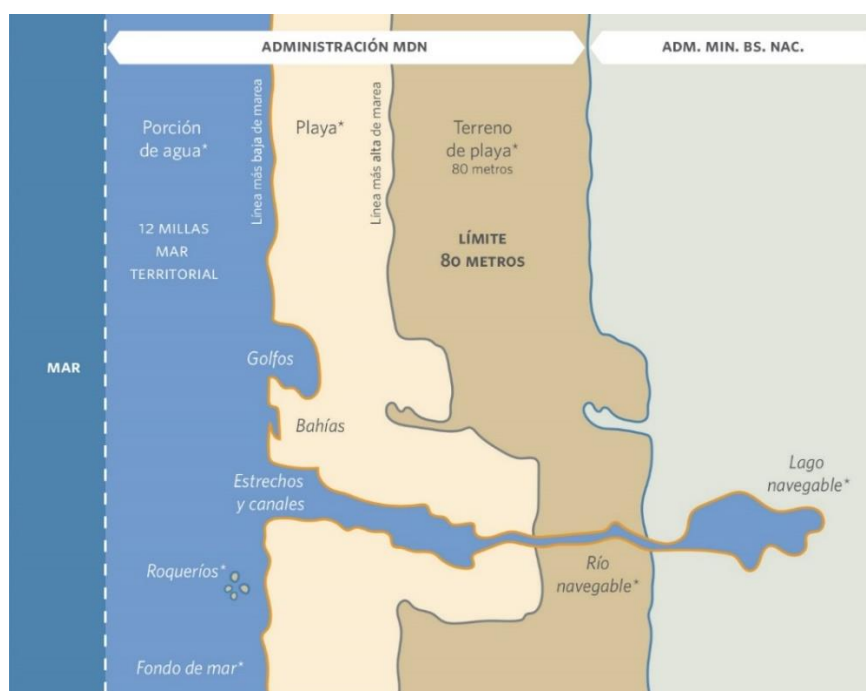 ADMINISTRACIÓN MDN
ADM. MIN. BS. NAC.
Porción
de agua*
Línea más baja de marea
Playa*
Línea más alta de marea
Terreno
de playa*
80 metros
12 MILLAS
MAR
TERRITORIAL
LÍMITE
80 METROS
MAR
Golfos
Bahías
Estrechos
y canales
Lago
navegable*
Roqueríos*
Río
navegable*
Fondo de mar*